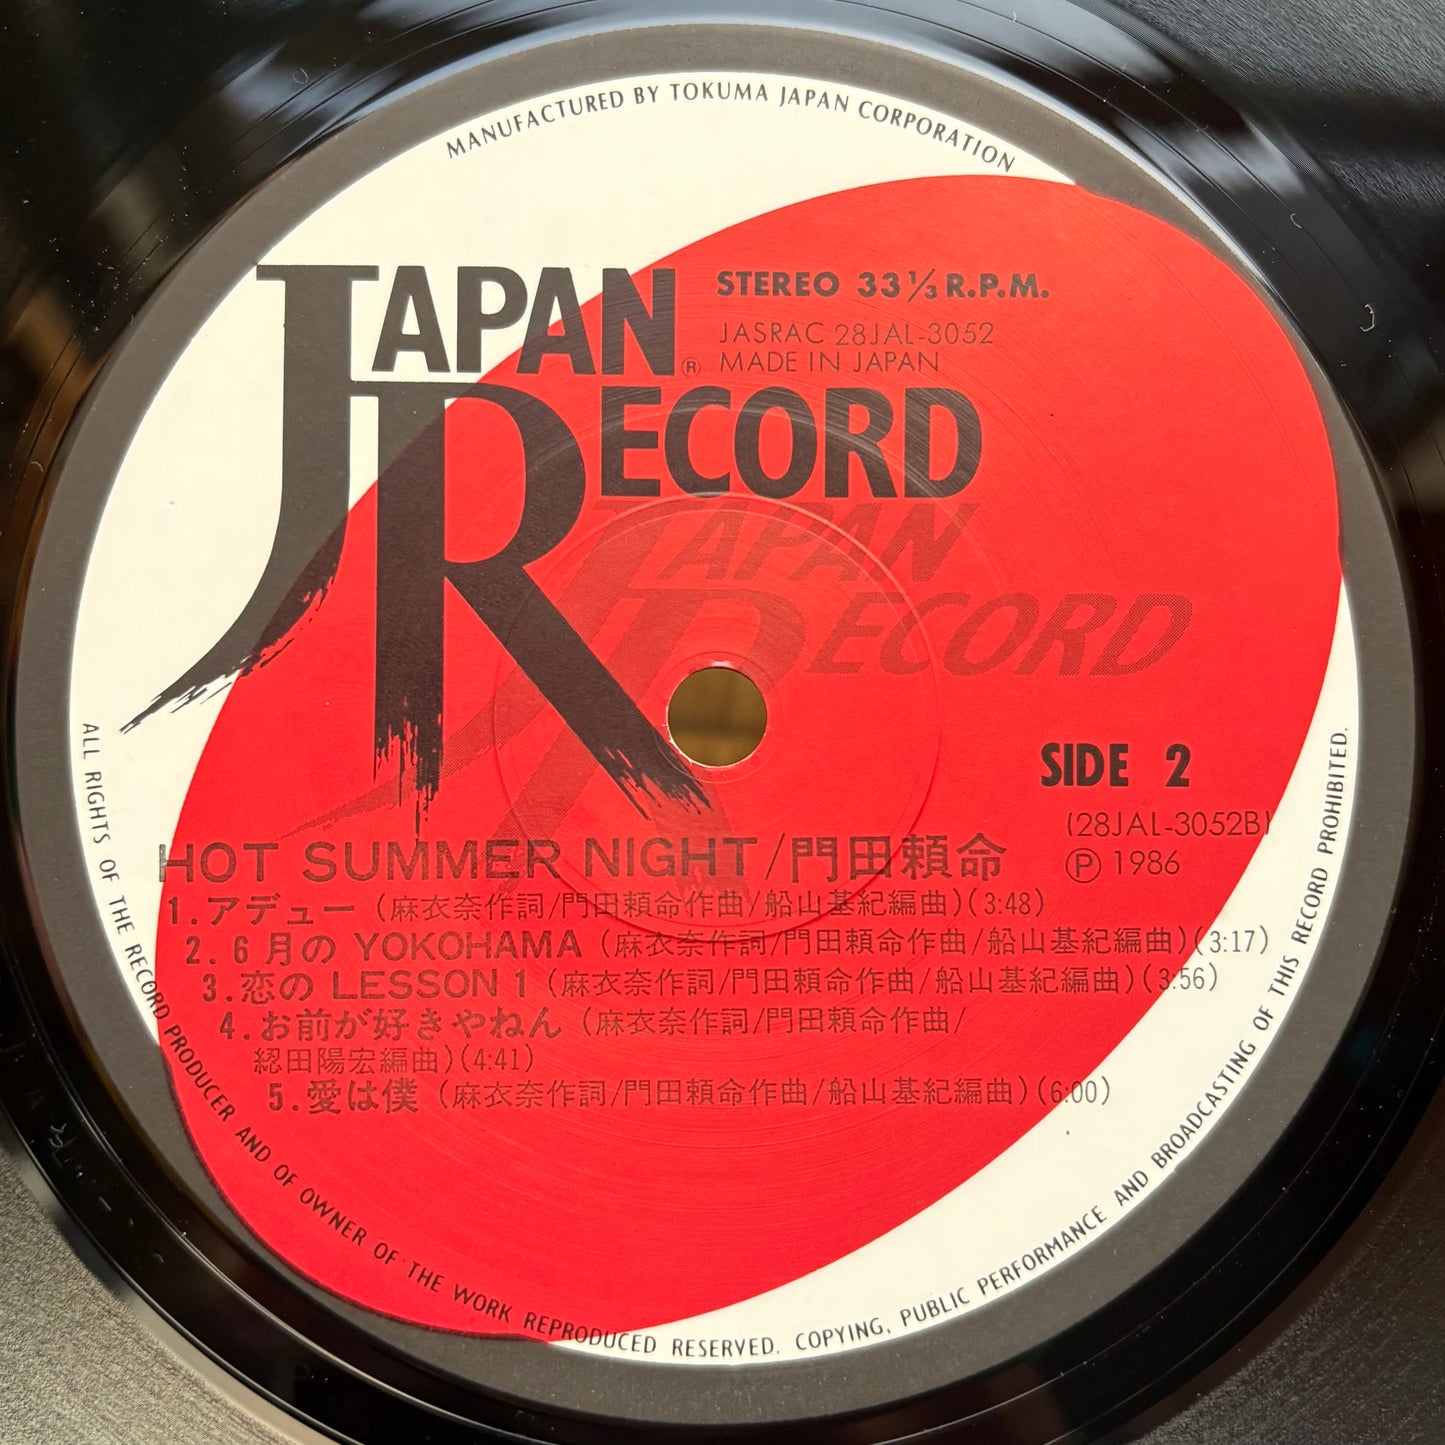 MANUFACTURED BY TOKUMA JAPAN CORPORATION
JAPAN RECORD
®
STEREO 33 ⅓ R.P.M.
JASRAC 28JAL-3052
MADE IN JAPAN
JAPAN RECORD
SIDE 2
(28JAL-3052B)
Ⓟ 1986
HOT SUMMER NIGHT/門田頼命
1.アデュー (麻衣奈作詞/門田頼命作曲/船山基紀編曲)(3:48)
2.6月の YOKOHAMA (麻衣奈作詞/門田頼命作曲/船山基紀編曲)(3:17)
3.恋の LESSON 1 (麻衣奈作詞/門田頼命作曲/船山基紀編曲)(3:56)
4.お前が好きやねん (麻衣奈作詞/門田頼命作曲/
緫田陽宏編曲)(4:41)
5.愛は僕 (麻衣奈作詞/門田頼命作曲/船山基紀編曲)(6:00)
ALL RIGHTS OF THE RECORD PRODUCER AND OF OWNER OF THE WORK REPRODUCED RESERVED. COPYING, PUBLIC PERFORMANCE AND BROADCASTING OF THIS RECORD PROHIBITED.